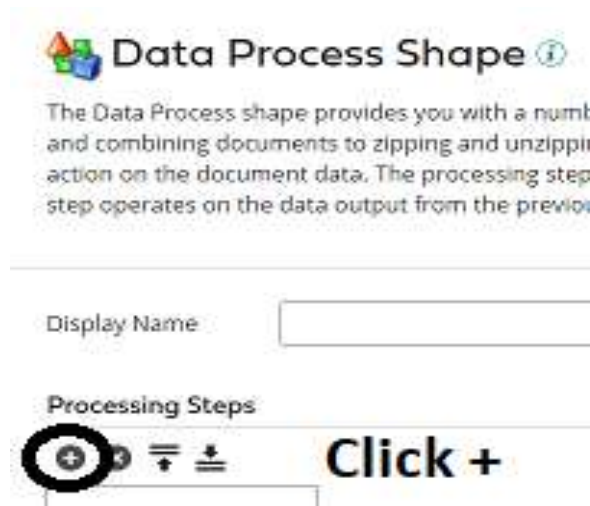 Data Process Shape
The Data Process shape provides you with a numb
and combining documents to zipping and unzippin
action on the document data. The processing step
step operates on the data output from the previou
Display Name
Processing Steps
Click +